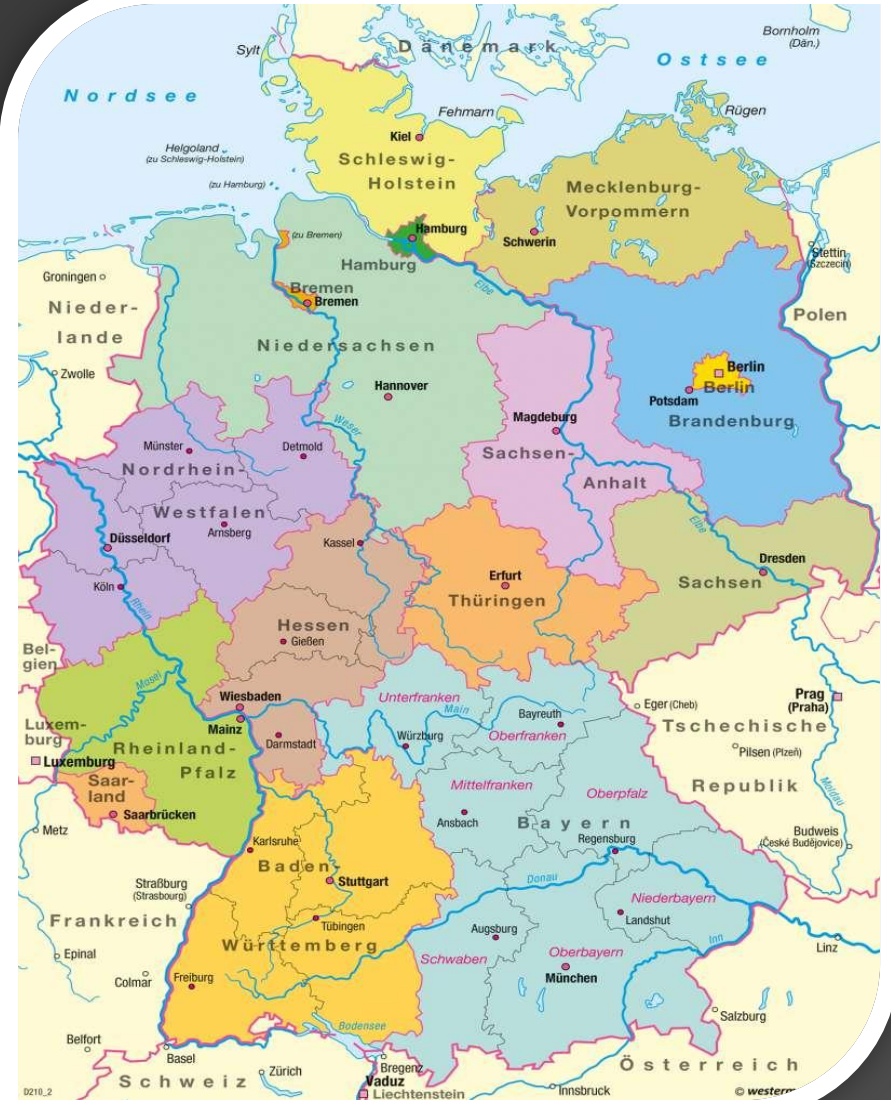 Dänemark
Bornholm
(Dän.)
Sylt
Ostsee
Nordsee
Fehmarn
Rügen
Kiel
Helgoland
(zu Schleswig-Holstein)
Schleswig-
Holstein
(zu Hamburg)
Mecklenburg-
Vorpommern
Hamburg
(zu Bremen)
Schwerin
Stettin
(Szczecin)
Hamburg
Groningen
Elbe
Bremen
Bremen
Nieder-
lande
Polen
Niedersachsen
Zwolle
Berlin
Berlin
Hannover
Potsdam
Brandenburg
Magdeburg
Weser
Münster
Detmold
Sachsen-
Anhalt
Nordrhein-
Westfalen
Arnsberg
Elbe
Düsseldorf
Kassel
Dresden
Köln
Erfurt
Sachsen
Rhein
Thüringen
Hessen
Gießen
Bel-
gien
Mosel
Wiesbaden
Unterfranken
Prag
(Praha)
Eger (Cheb)
Main
Bayreuth
Mainz
Luxem-
burg
Tschechische
Würzburg
Oberfranken
Darmstadt
Rheinland-
Pfalz
Pilsen (Plzeň)
Luxemburg
Saar-
land
Mittelfranken
Oberpfalz
Republik
Moldau
Saarbrücken
Ansbach
Bayern
Metz
Budweis
(České Budějovice)
Karlsruhe
Regensburg
Baden-
Stuttgart
Donau
Straßburg
(Strasbourg)
Niederbayern
Frankreich
Tübingen
Landshut
Augsburg
Württemberg
Inn
Linz
Epinal
Schwaben
Oberbayern
München
Colmar
Freiburg
Salzburg
Bodensee
Belfort
Basel
Österreich
Zürich
Bregenz
Schweiz
Vaduz
Liechtenstein
Innsbruck
D210_2
© western